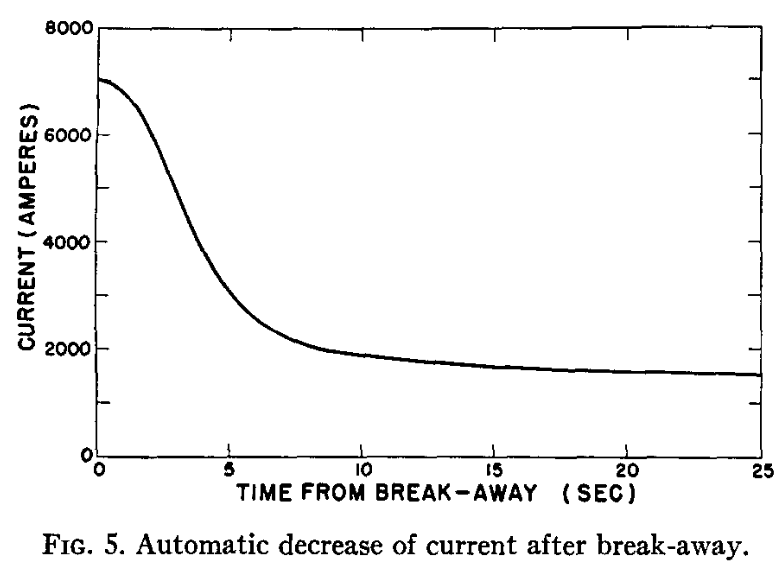 8000
6000
4000
2000
0
CURRENT (AMPERES)
0 5 10 15 20 25
TIME FROM BREAK-AWAY (SEC)
FIG. 5. Automatic decrease of current after break-away.